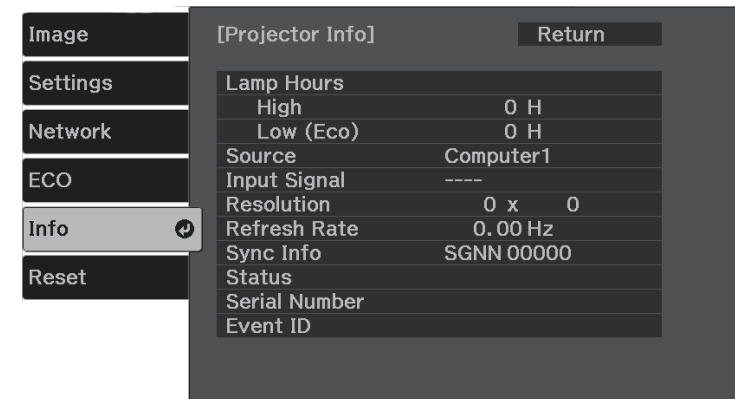 Image
Settings
Network
ECO
Info
Reset
[Projector Info] Return
Lamp Hours
High 0 H
Low (Eco) 0 H
Source Computer1
Input Signal ----
Resolution 0 x 0
Refresh Rate 0.00 Hz
Sync Info SGNN 00000
Status
Serial Number
Event ID